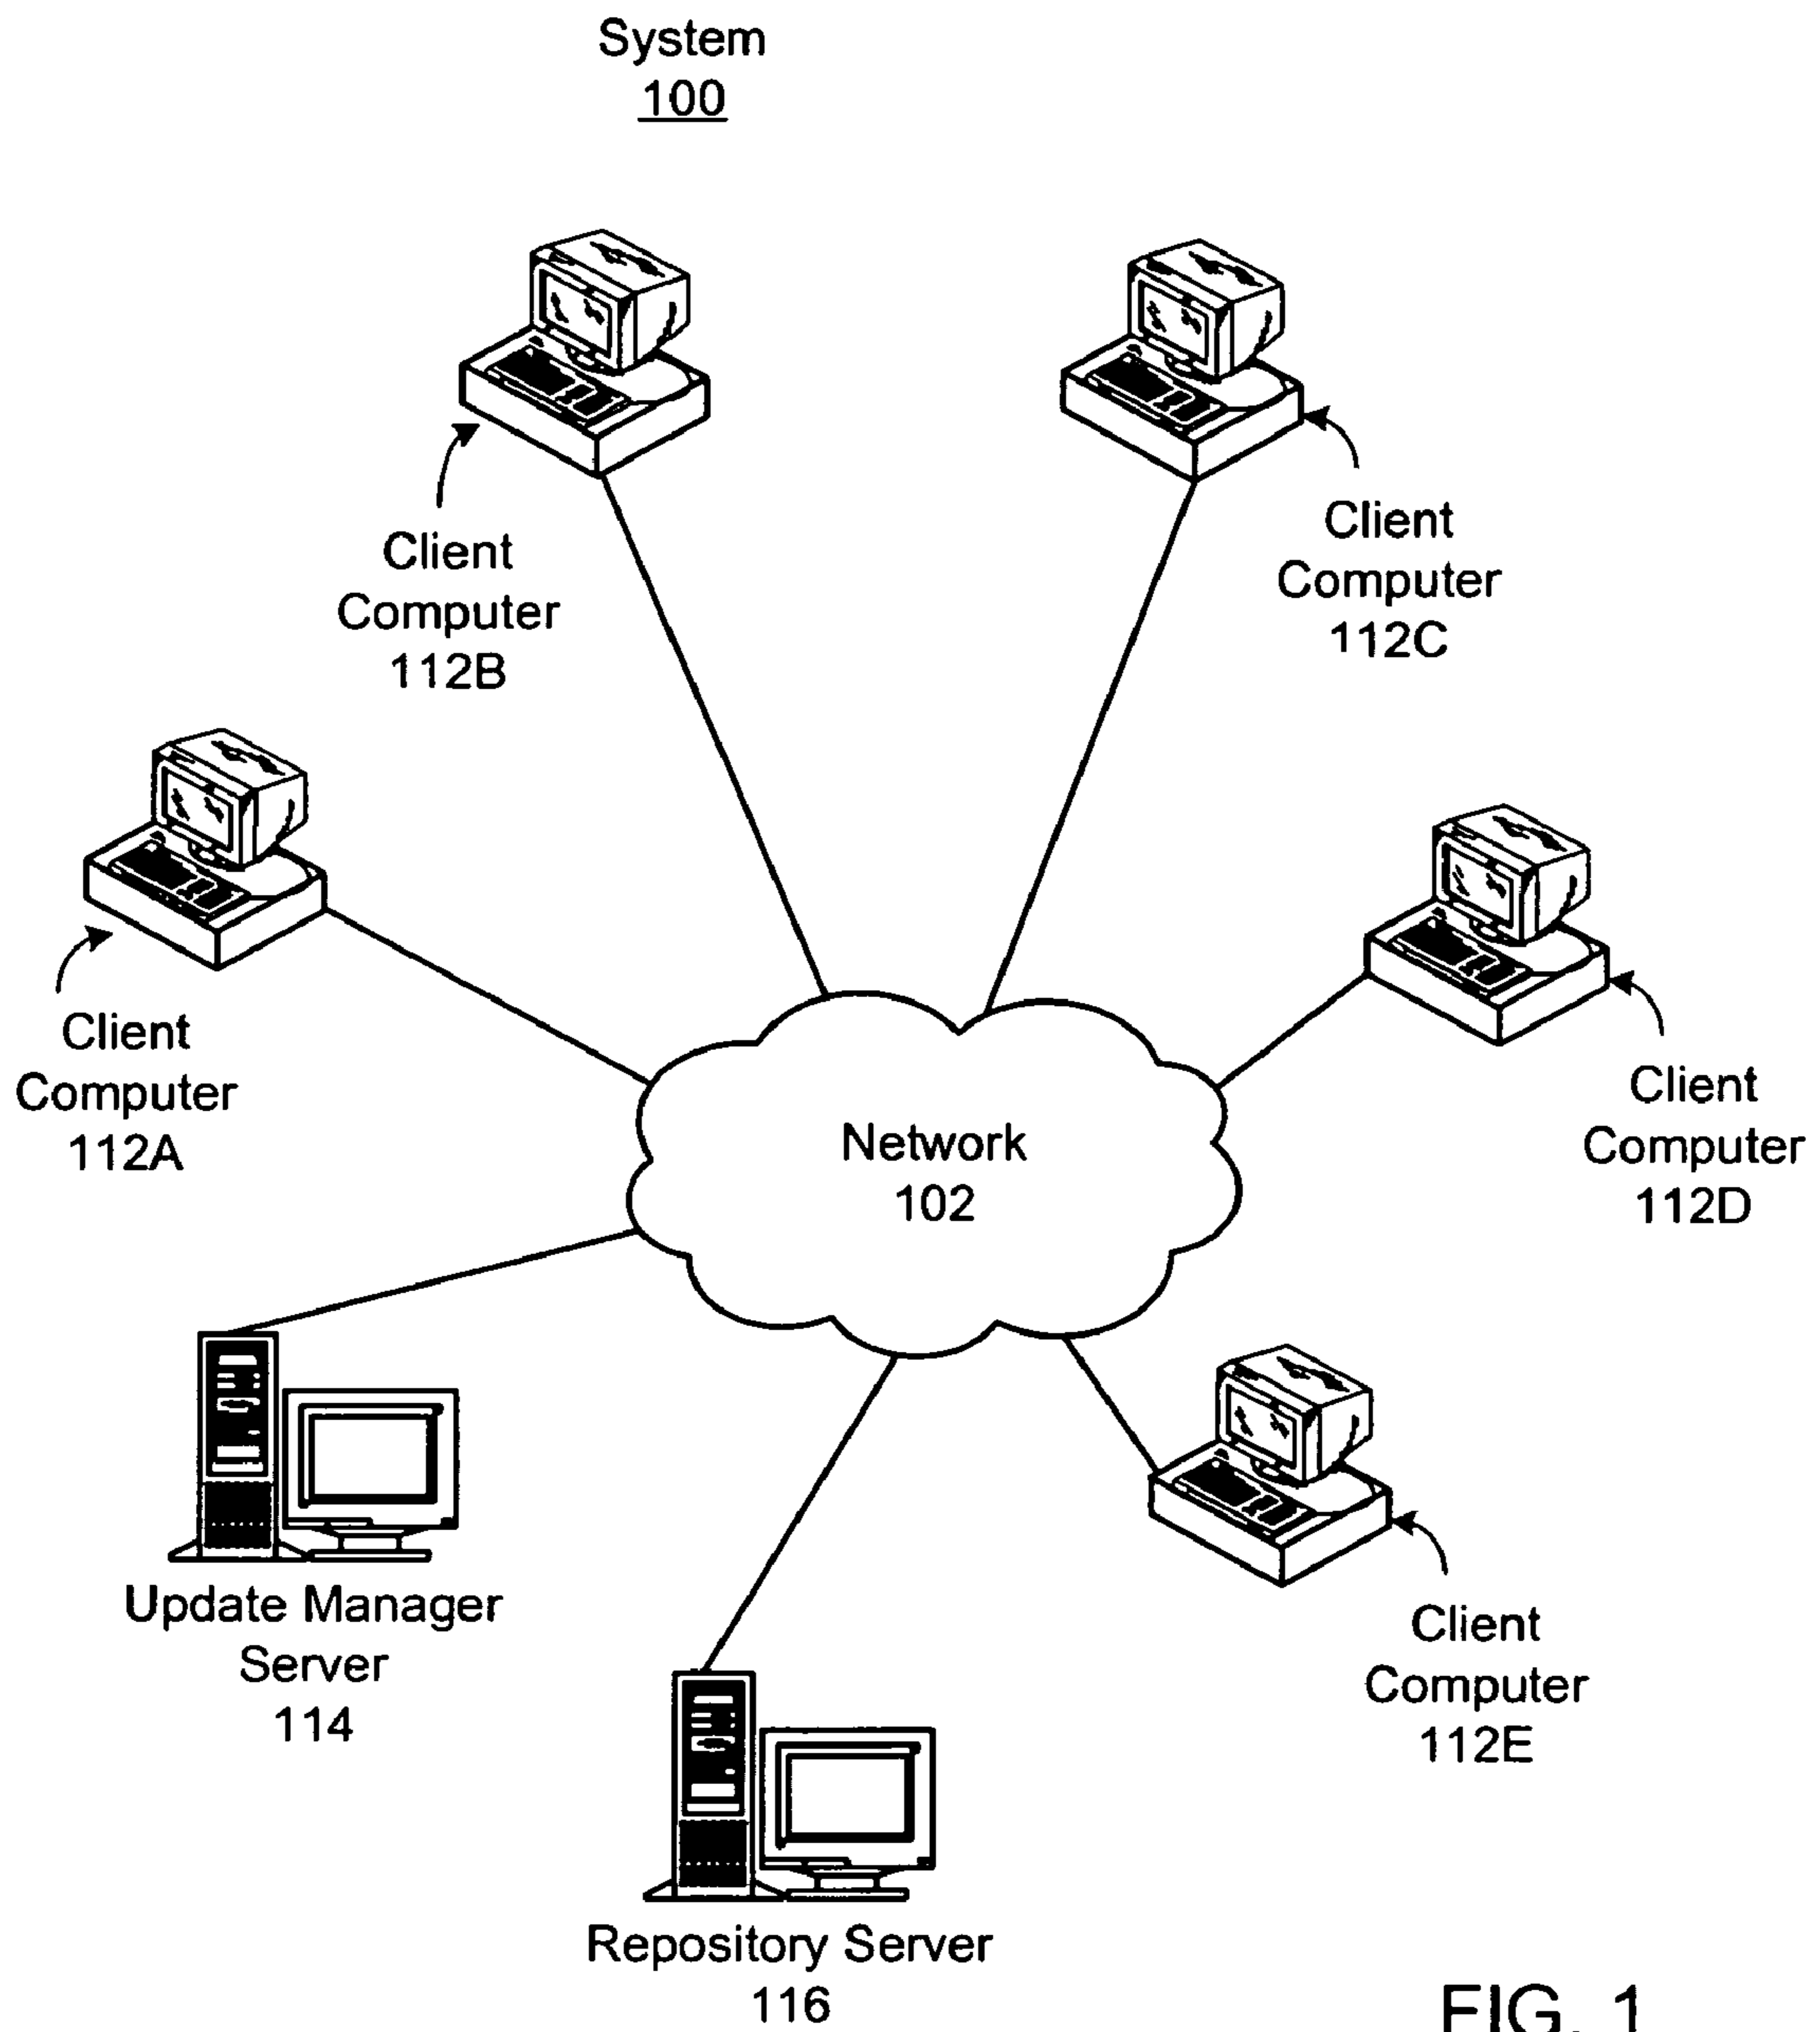 System
100
Client
Computer
112B
Client
Computer
112C
Client
Computer
112A
Client
Computer
112D
Network
102
Update Manager
Server
114
Client
Computer
112E
Repository Server
116
FIG. 1